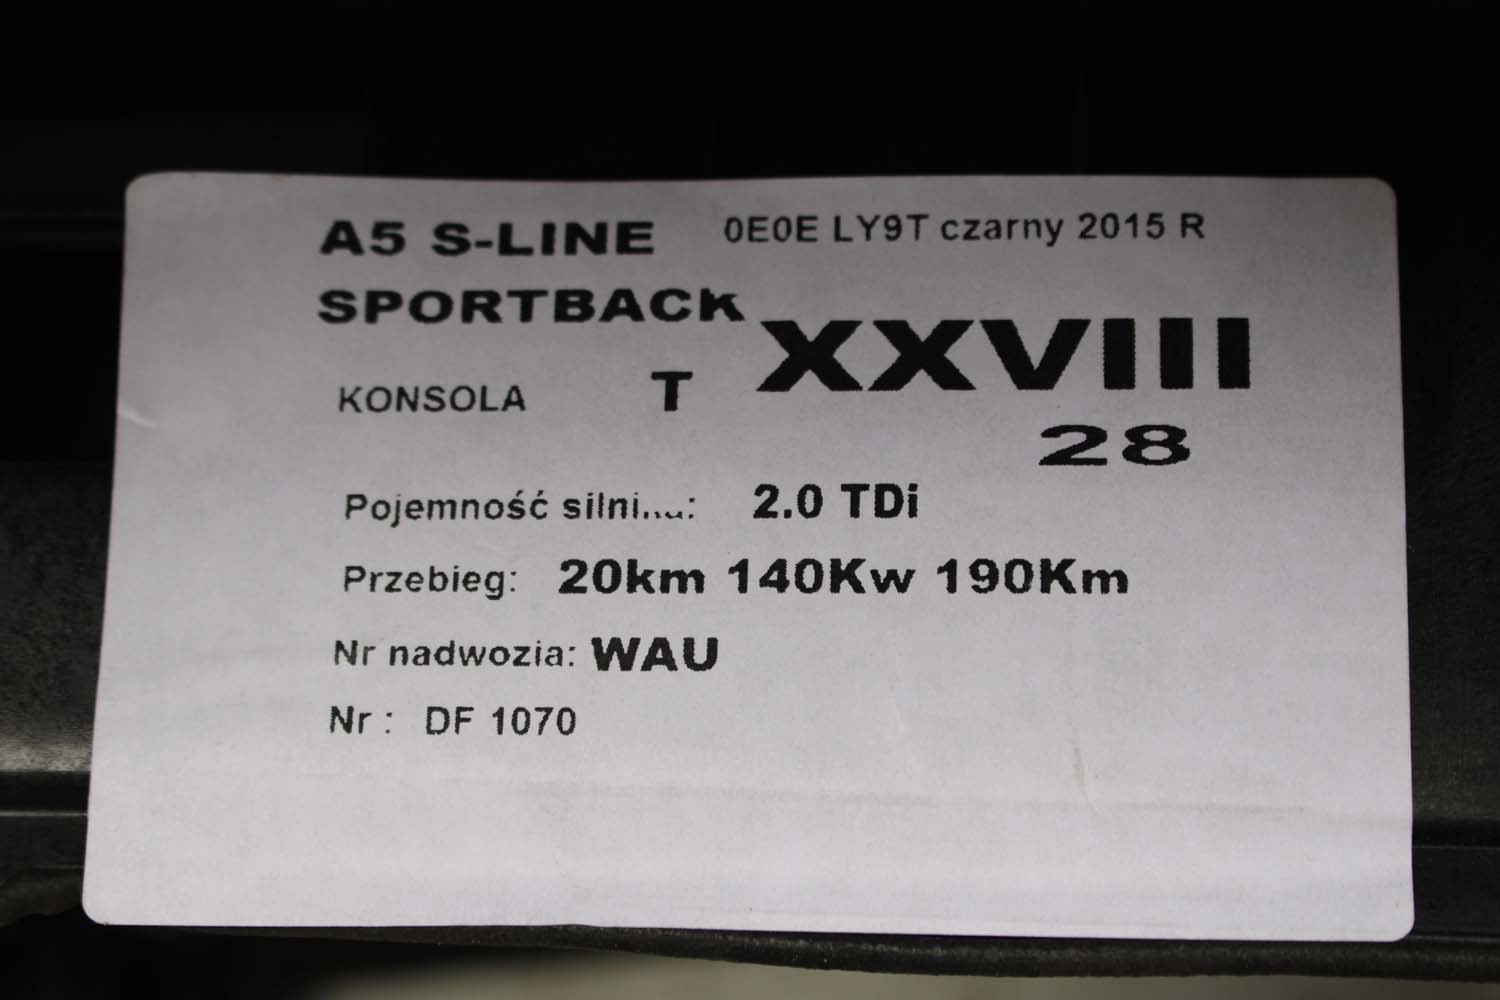 A5 S-LINE 0E0E LY9T czarny 2015 R
SPORTBACK
XXVIII
KONSOLA T
28
Pojemność 2.0 TDi
Przebieg: 20km 140Kw 190Km
Nr nadwozia: WAU
Nr : DF 1070